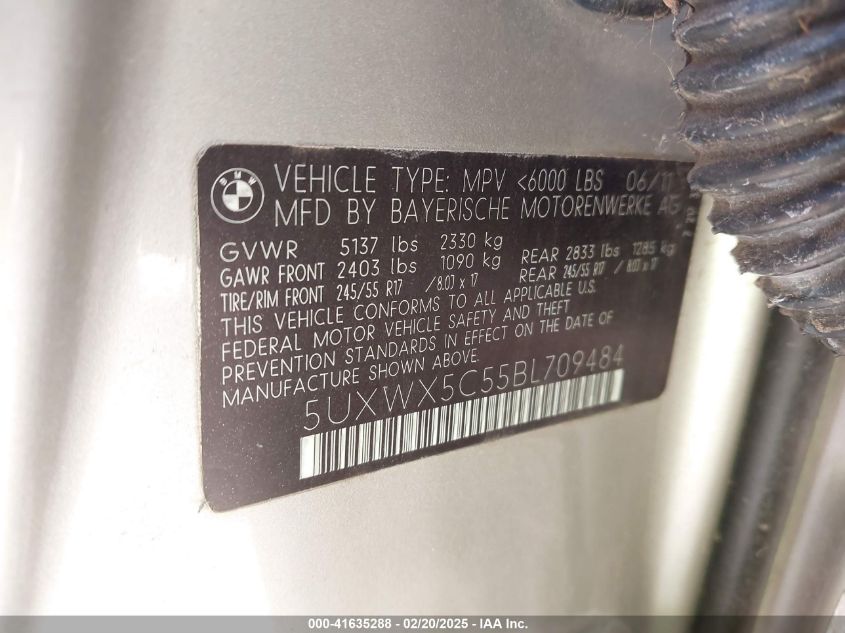 BMW
VEHICLE TYPE: MPV <6000 LBS 06/11
MFD BY BAYERISCHE MOTORENWERKE AG
GVWR 5137 lbs 2330 kg
GAWR FRONT 2403 lbs 1090 kg REAR 2833 lbs 1285 kg
TIRE/RIM FRONT 245/55 R17 / 8.0J x 17 REAR 245/55 R17 / 8.0J x 17
THIS VEHICLE CONFORMS TO ALL APPLICABLE U.S.
FEDERAL MOTOR VEHICLE SAFETY AND THEFT
PREVENTION STANDARDS IN EFFECT ON THE DATE OF
MANUFACTURE SHOWN ABOVE.
5UXWX5C55BL709484
000-41635288 - 02/20/2025 - © IAA, Inc.